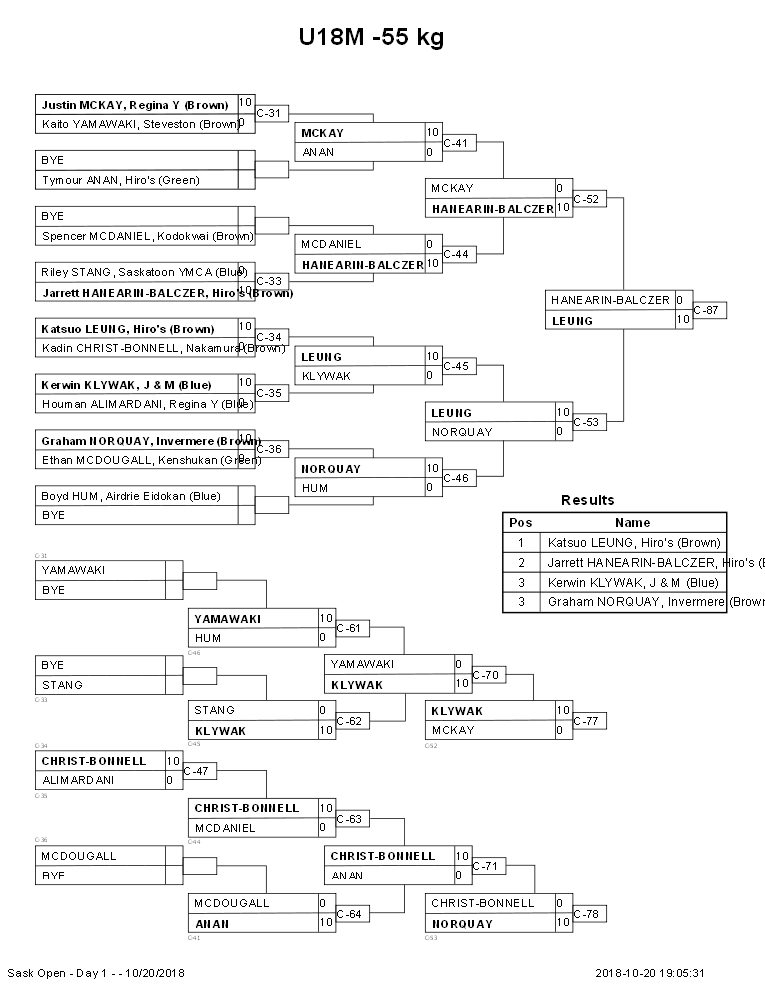 U18M -55 kg
Justin MCKAY, Regina Y (Brown) 10
C-31
Kaito YAMAWAKI, Steveston (Brown) 0
MCKAY 10
C-41
ANAN 0
BYE
Tymour ANAN, Hiro's (Green)
MCKAY 0
C-52
HANEARIN-BALCZER 10
BYE
Spencer MCDANIEL, Kodokwai (Brown)
MCDANIEL 0
C-44
HANEARIN-BALCZER 10
Riley STANG, Saskatoon YMCA (Blue) 0
C-33
Jarrett HANEARIN-BALCZER, Hiro's (Brown) 10
HANEARIN-BALCZER 0
C-87
LEUNG 10
Katsuo LEUNG, Hiro's (Brown) 10
C-34
Kadin CHRIST-BONNELL, Nakamura (Brown) 0
LEUNG 10
C-45
KLYWAK 0
Kerwin KLYWAK, J & M (Blue) 10
C-35
Houman ALIMARDANI, Regina Y (Blue) 0
LEUNG 10
C-53
NORQUAY 0
Graham NORQUAY, Invermere (Brown) 10
C-36
Ethan MCDOUGALL, Kenshukan (Green) 0
NORQUAY 10
C-46
HUM 0
Boyd HUM, Airdrie Eidokan (Blue)
BYE
Results
Pos Name
1 Katsuo LEUNG, Hiro's (Brown)
2 Jarrett HANEARIN-BALCZER, Hiro's (
3 Kerwin KLYWAK, J & M (Blue)
3 Graham NORQUAY, Invermere (Brown
C-31
YAMAWAKI
BYE
YAMAWAKI 10
C-61
HUM 0
C-46
BYE
STANG
C-33
YAMAWAKI 0
C-70
KLYWAK 10
STANG 0
C-62
KLYWAK 10
C-45
KLYWAK 10
C-77
MCKAY 0
C-52
C-34
CHRIST-BONNELL 10
C-47
ALIMARDANI 0
C-35
CHRIST-BONNELL 10
C-63
MCDANIEL 0
C-44
C-36
MCDOUGALL
BYE
CHRIST-BONNELL 10
C-71
ANAN 0
MCDOUGALL 0
C-64
ANAN 10
C-41
CHRIST-BONNELL 0
C-78
NORQUAY 10
C-53
Sask Open - Day 1 - - 10/20/2018
2018-10-20 19:05:31